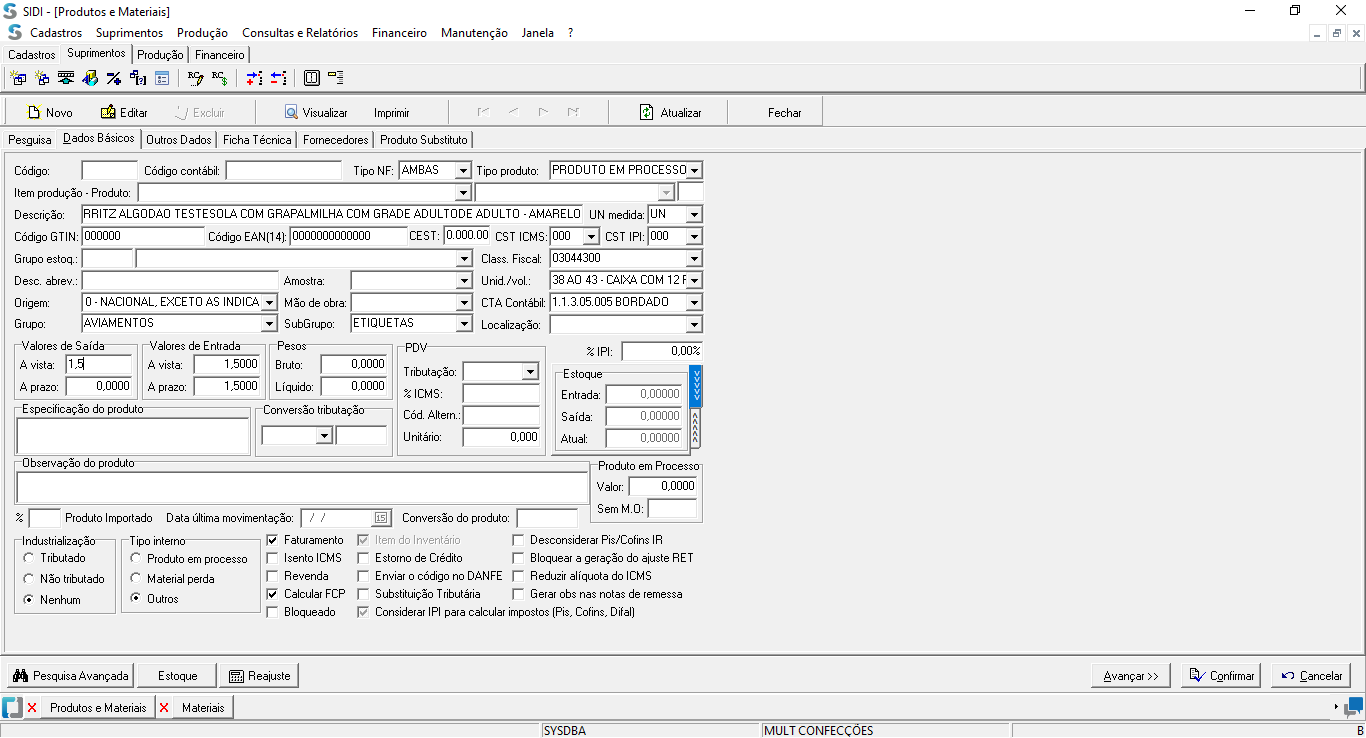 SIDI - [Produtos e Materiais]
Cadastros Suprimentos Produção Consultas e Relatórios Financeiro Manutenção Janela ?
Cadastros Suprimentos Produção Financeiro
Novo Editar Excluir Visualizar Imprimir Atualizar Fechar
Pesquisa Dados Básicos Outros Dados Ficha Técnica Fornecedores Produto Substituto
Código: Código contábil: Tipo NF: AMBAS Tipo produto: PRODUTO EM PROCESSO
Item produção - Produto:
Descrição: RRITZ ALGODAO TESTESOLA COM GRAPALMILHA COM GRADE ADULTODE ADULTO - AMARELO UN medida: UN
Código GTIN: 000000 Código EAN(14): 0000000000000 CEST: 0.000.00 CST ICMS: 000 CST IPI: 000
Grupo estoq.: Class. Fiscal: 03044300
Desc. abrev.: Amostra: Unid./vol.: 38 AO 43 - CAIXA COM 12 F
Origem: 0 - NACIONAL, EXCETO AS INDICA Mão de obra: CTA Contábil: 1.1.3.05.005 BORDADO
Grupo: AVIAMENTOS SubGrupo: ETIQUETAS Localização:
Valores de Saída Valores de Entrada Pesos PDV % IPI: 0,00%
A vista: 1,5 A vista: 1,5000 Bruto: 0,0000 Tributação: Estoque
A prazo: 0,0000 A prazo: 1,5000 Líquido: 0,0000 % ICMS: Entrada: 0,00000
Especificação do produto Conversão tributação Cód. Altern.: Saída: 0,00000
Unitário: 0,000 Atual: 0,00000
Observação do produto Produto em Processo
Valor: 0,0000
Sem M.O:
% Produto Importado Data última movimentação: / / 15 Conversão do produto:
Industrialização Tipo interno Faturamento Item do Inventário Desconsiderar Pis/Cofins IR
Tributado Produto em processo Isento ICMS Estorno de Crédito Bloquear a geração do ajuste RET
Não tributado Material perda Revenda Enviar o código no DANFE Reduzir alíquota do ICMS
Nenhum Outros Calcular FCP Substituição Tributária Gerar obs nas notas de remessa
Bloqueado Considerar IPI para calcular impostos (Pis, Cofins, Difal)
Pesquisa Avançada Estoque Reajuste Avançar >> Confirmar Cancelar
Produtos e Materiais Materiais
SYSDBA MULT CONFECÇÕES B